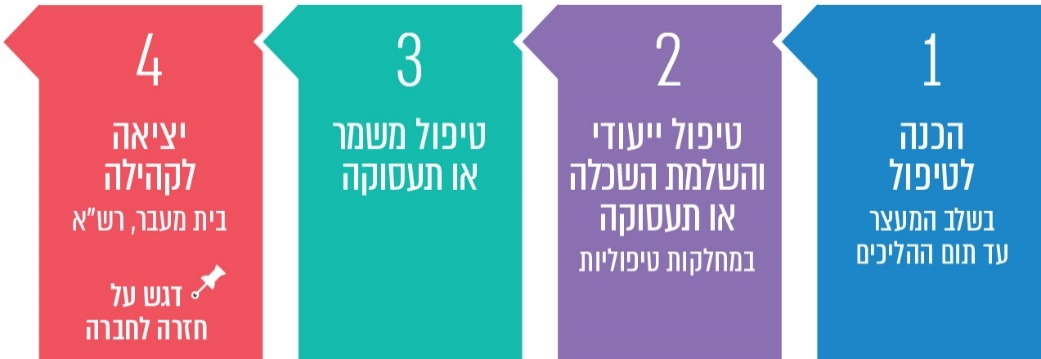 1
הכנה
לטיפול
בשלב המעצר
עד תום ההליכים
2
טיפול ייעודי
והשלמת השכלה
או תעסוקה
במחלקות טיפוליות
3
טיפול משמר
או תעסוקה
4
יציאה
לקהילה
בית מעבר, רש"א
דגש על
חזרה לחברה